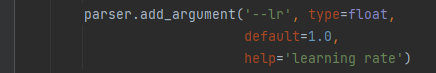 parser.add_argument('--lr', type=float,
default=1.0,
help='learning rate')